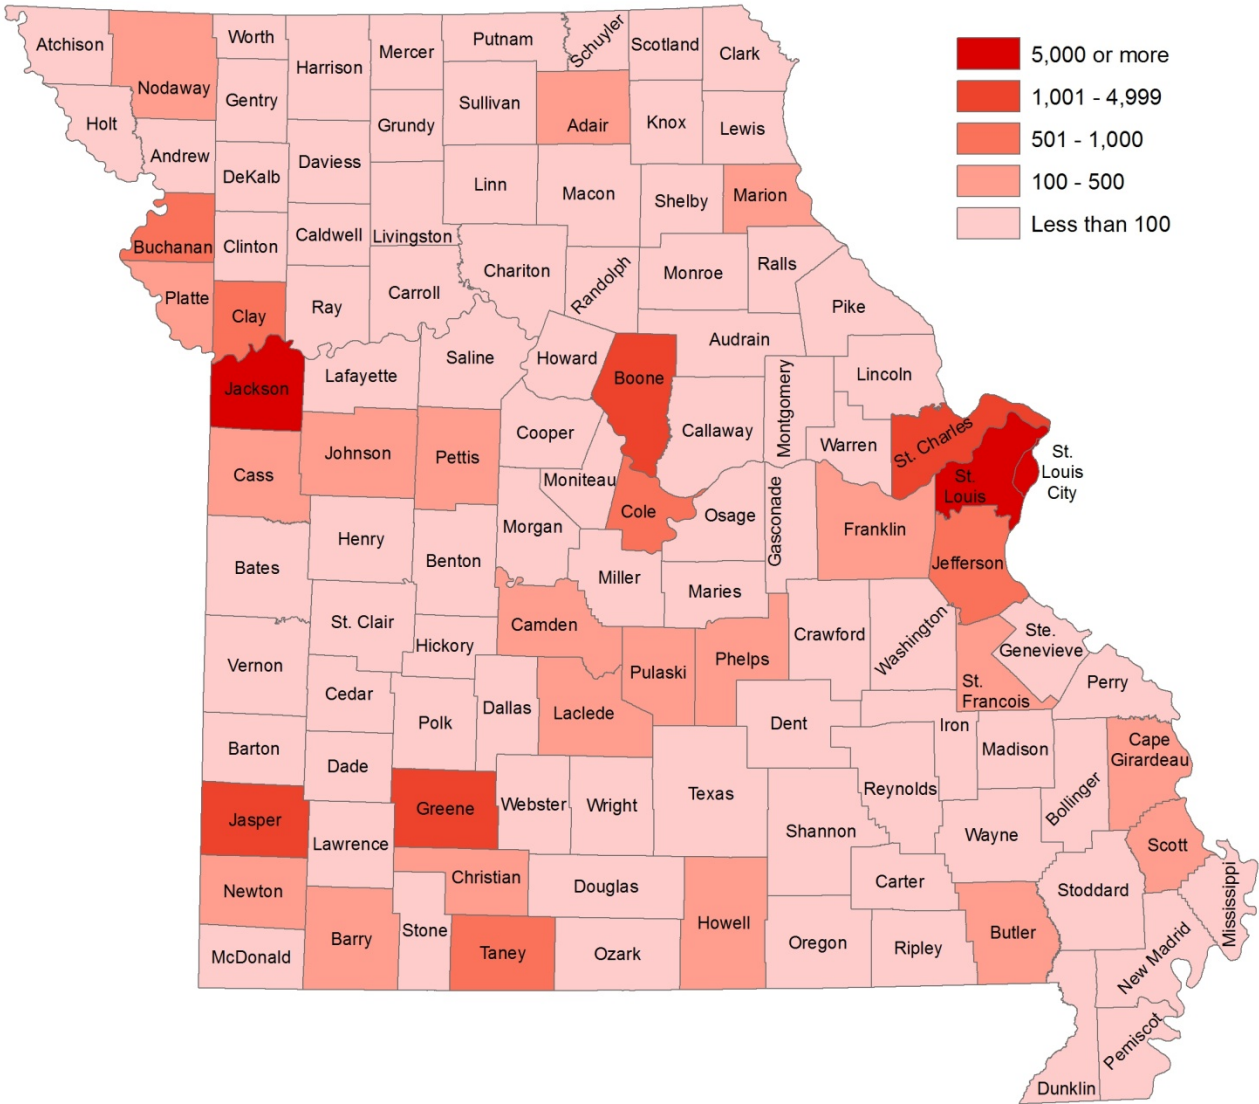 Atchison
Nodaway
Worth
Harrison
Mercer
Putnam
Schuyler
Scotland
Clark
5,000 or more
1,001 - 4,999
501 - 1,000
100 - 500
Less than 100
Holt
Andrew
Gentry
Grundy
Sullivan
Adair
Knox
Lewis
DeKalb
Daviess
Linn
Macon
Shelby
Marion
Buchanan
Clinton
Caldwell
Livingston
Chariton
Randolph
Monroe
Ralls
Pike
Platte
Clay
Ray
Carroll
Saline
Howard
Boone
Audrain
Lincoln
Jackson
Lafayette
Cooper
Callaway
Montgomery
Warren
St. Charles
St.
Louis
St.
Louis
City
Cass
Johnson
Pettis
Moniteau
Morgan
Cole
Osage
Gasconade
Franklin
Jefferson
Bates
Henry
Benton
Miller
Maries
Vernon
St. Clair
Hickory
Camden
Pulaski
Phelps
Crawford
Washington
Ste.
Genevieve
St.
Francois
Perry
Cedar
Polk
Dallas
Laclede
Dent
Iron
Madison
Cape
Girardeau
Barton
Dade
Greene
Webster
Wright
Texas
Reynolds
Bollinger
Jasper
Lawrence
Shannon
Wayne
Scott
Newton
Christian
Douglas
Howell
Carter
Butler
Stoddard
Mississippi
McDonald
Barry
Stone
Taney
Ozark
Oregon
Ripley
New Madrid
Pemiscot
Dunklin